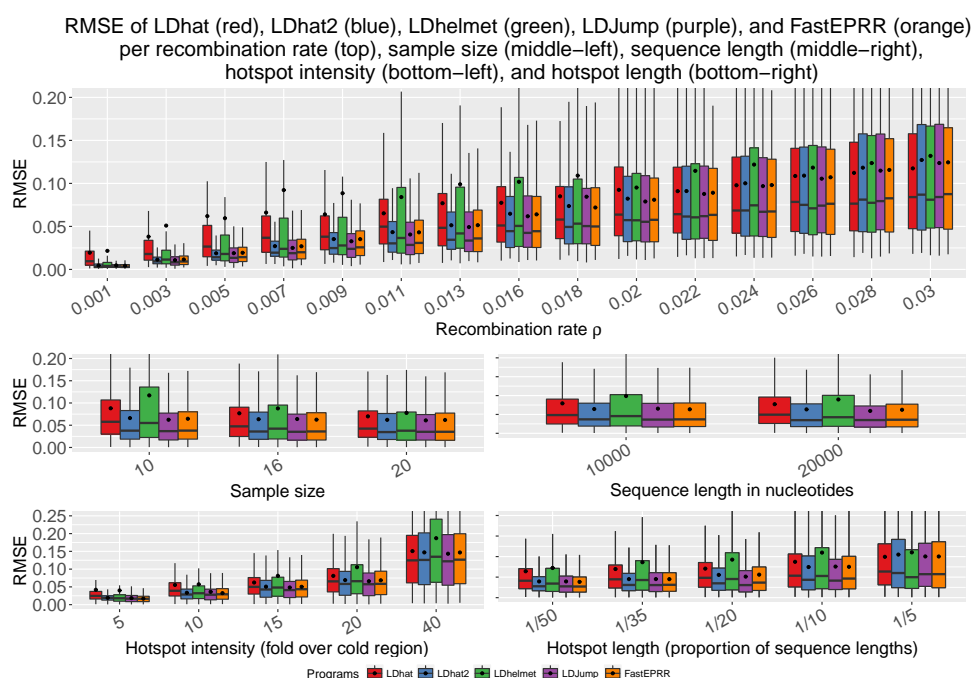 RMSE of LDhat (red), LDhat2 (blue), LDhelmet (green), LDJump (purple), and FastEPRR (orange)
per recombination rate (top), sample size (middle-left), sequence length (middle-right),
hotspot intensity (bottom-left), and hotspot length (bottom-right)
RMSE
0.20
0.15
0.10
0.05
0.00
0.001 0.003 0.005 0.007 0.009 0.011 0.013 0.016 0.018 0.02 0.022 0.024 0.026 0.028 0.03
Recombination rate ρ
RMSE
0.20
0.15
0.10
0.05
0.00
10 16 20
Sample size
10000 20000
Sequence length in nucleotides
RMSE
0.25
0.20
0.15
0.10
0.05
0.00
5 10 15 20 40
Hotspot intensity (fold over cold region)
1/50 1/35 1/20 1/10 1/5
Hotspot length (proportion of sequence lengths)
Programs LDhat LDhat2 LDhelmet LDJump FastEPRR